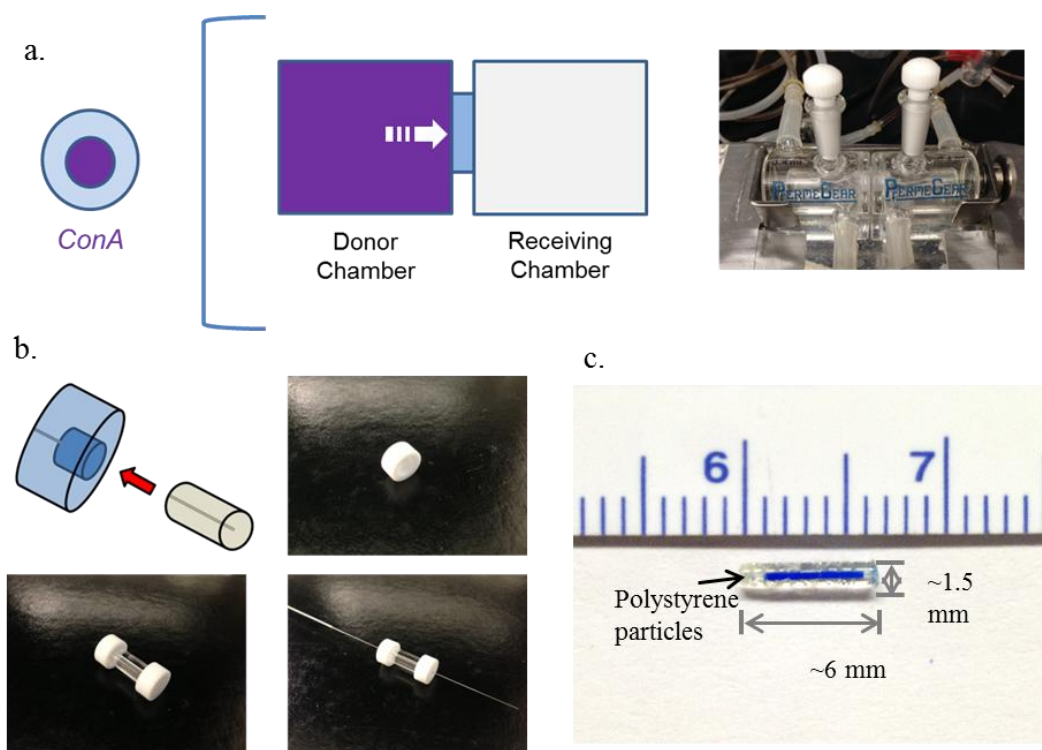 a.
ConA
Donor
Chamber
Receiving
Chamber
PERMEGEAR
PERMEGEAR
b.
c.
6
7
Polystyrene
particles
~1.5
mm
~6 mm